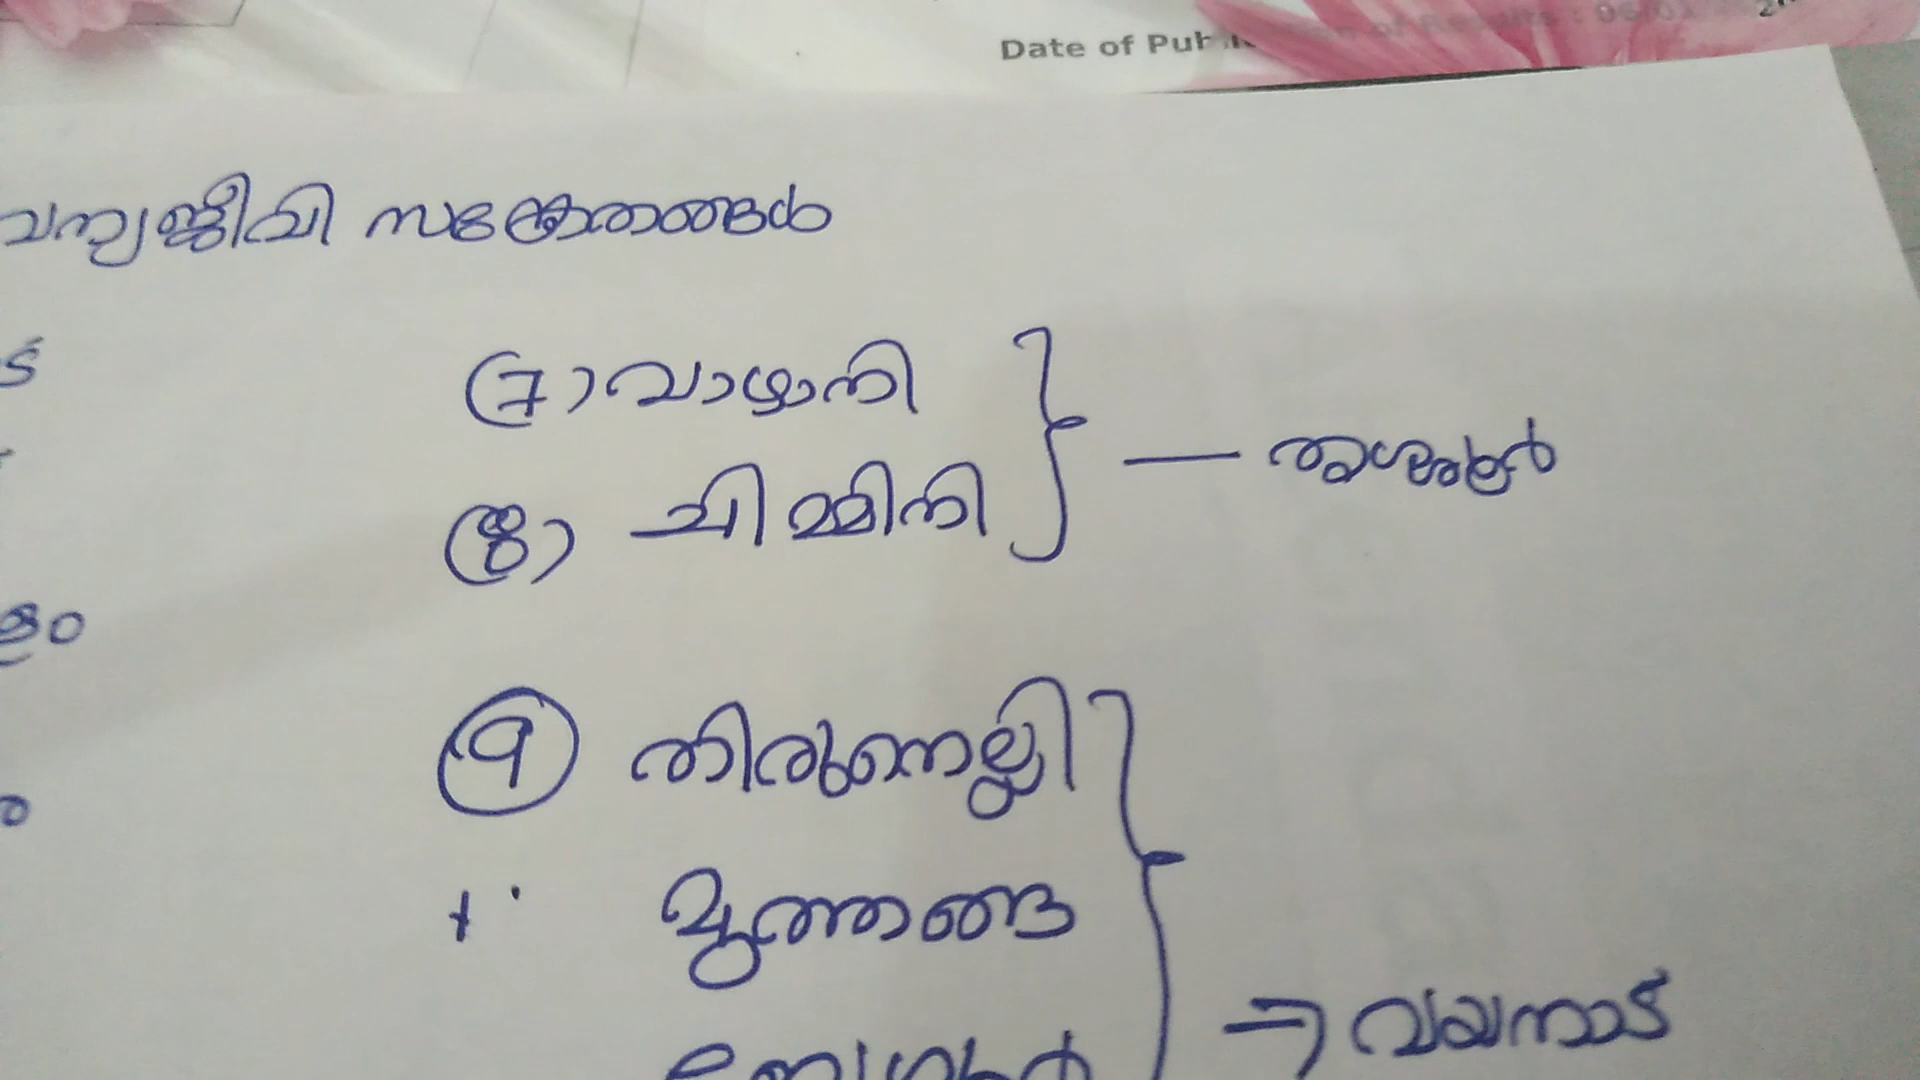 Date of Pub
വന്യജീവി സങ്കേതങ്ങൾ
(7) വാഴാനി
— തൃശ്ശൂർ
(8) ചിമ്മിനി
ളം
9 തിരുനെല്ലി
മുത്തങ്ങ
⇒ വയനാട്